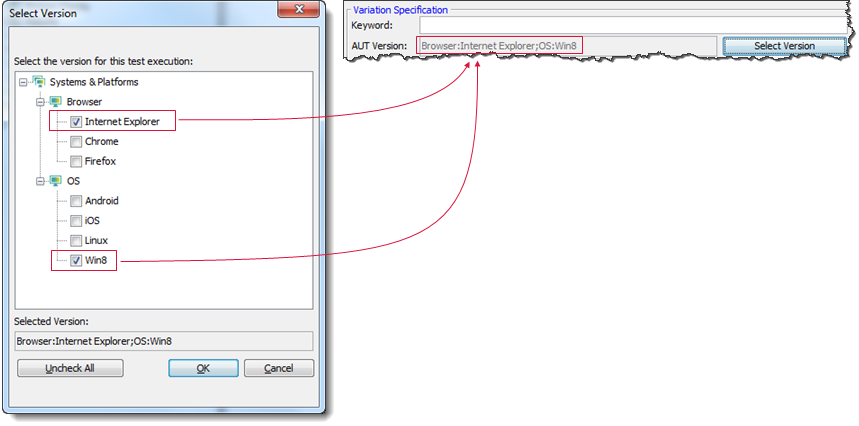 Select Version
Select the version for this test execution:
Systems & Platforms
Browser
Internet Explorer
Chrome
Firefox
OS
Android
iOS
Linux
Win8
Selected Version:
Browser:Internet Explorer;OS:Win8
Uncheck All OK Cancel
Variation Specification
Keyword:
AUT Version: Browser:Internet Explorer;OS:Win8 Select Version